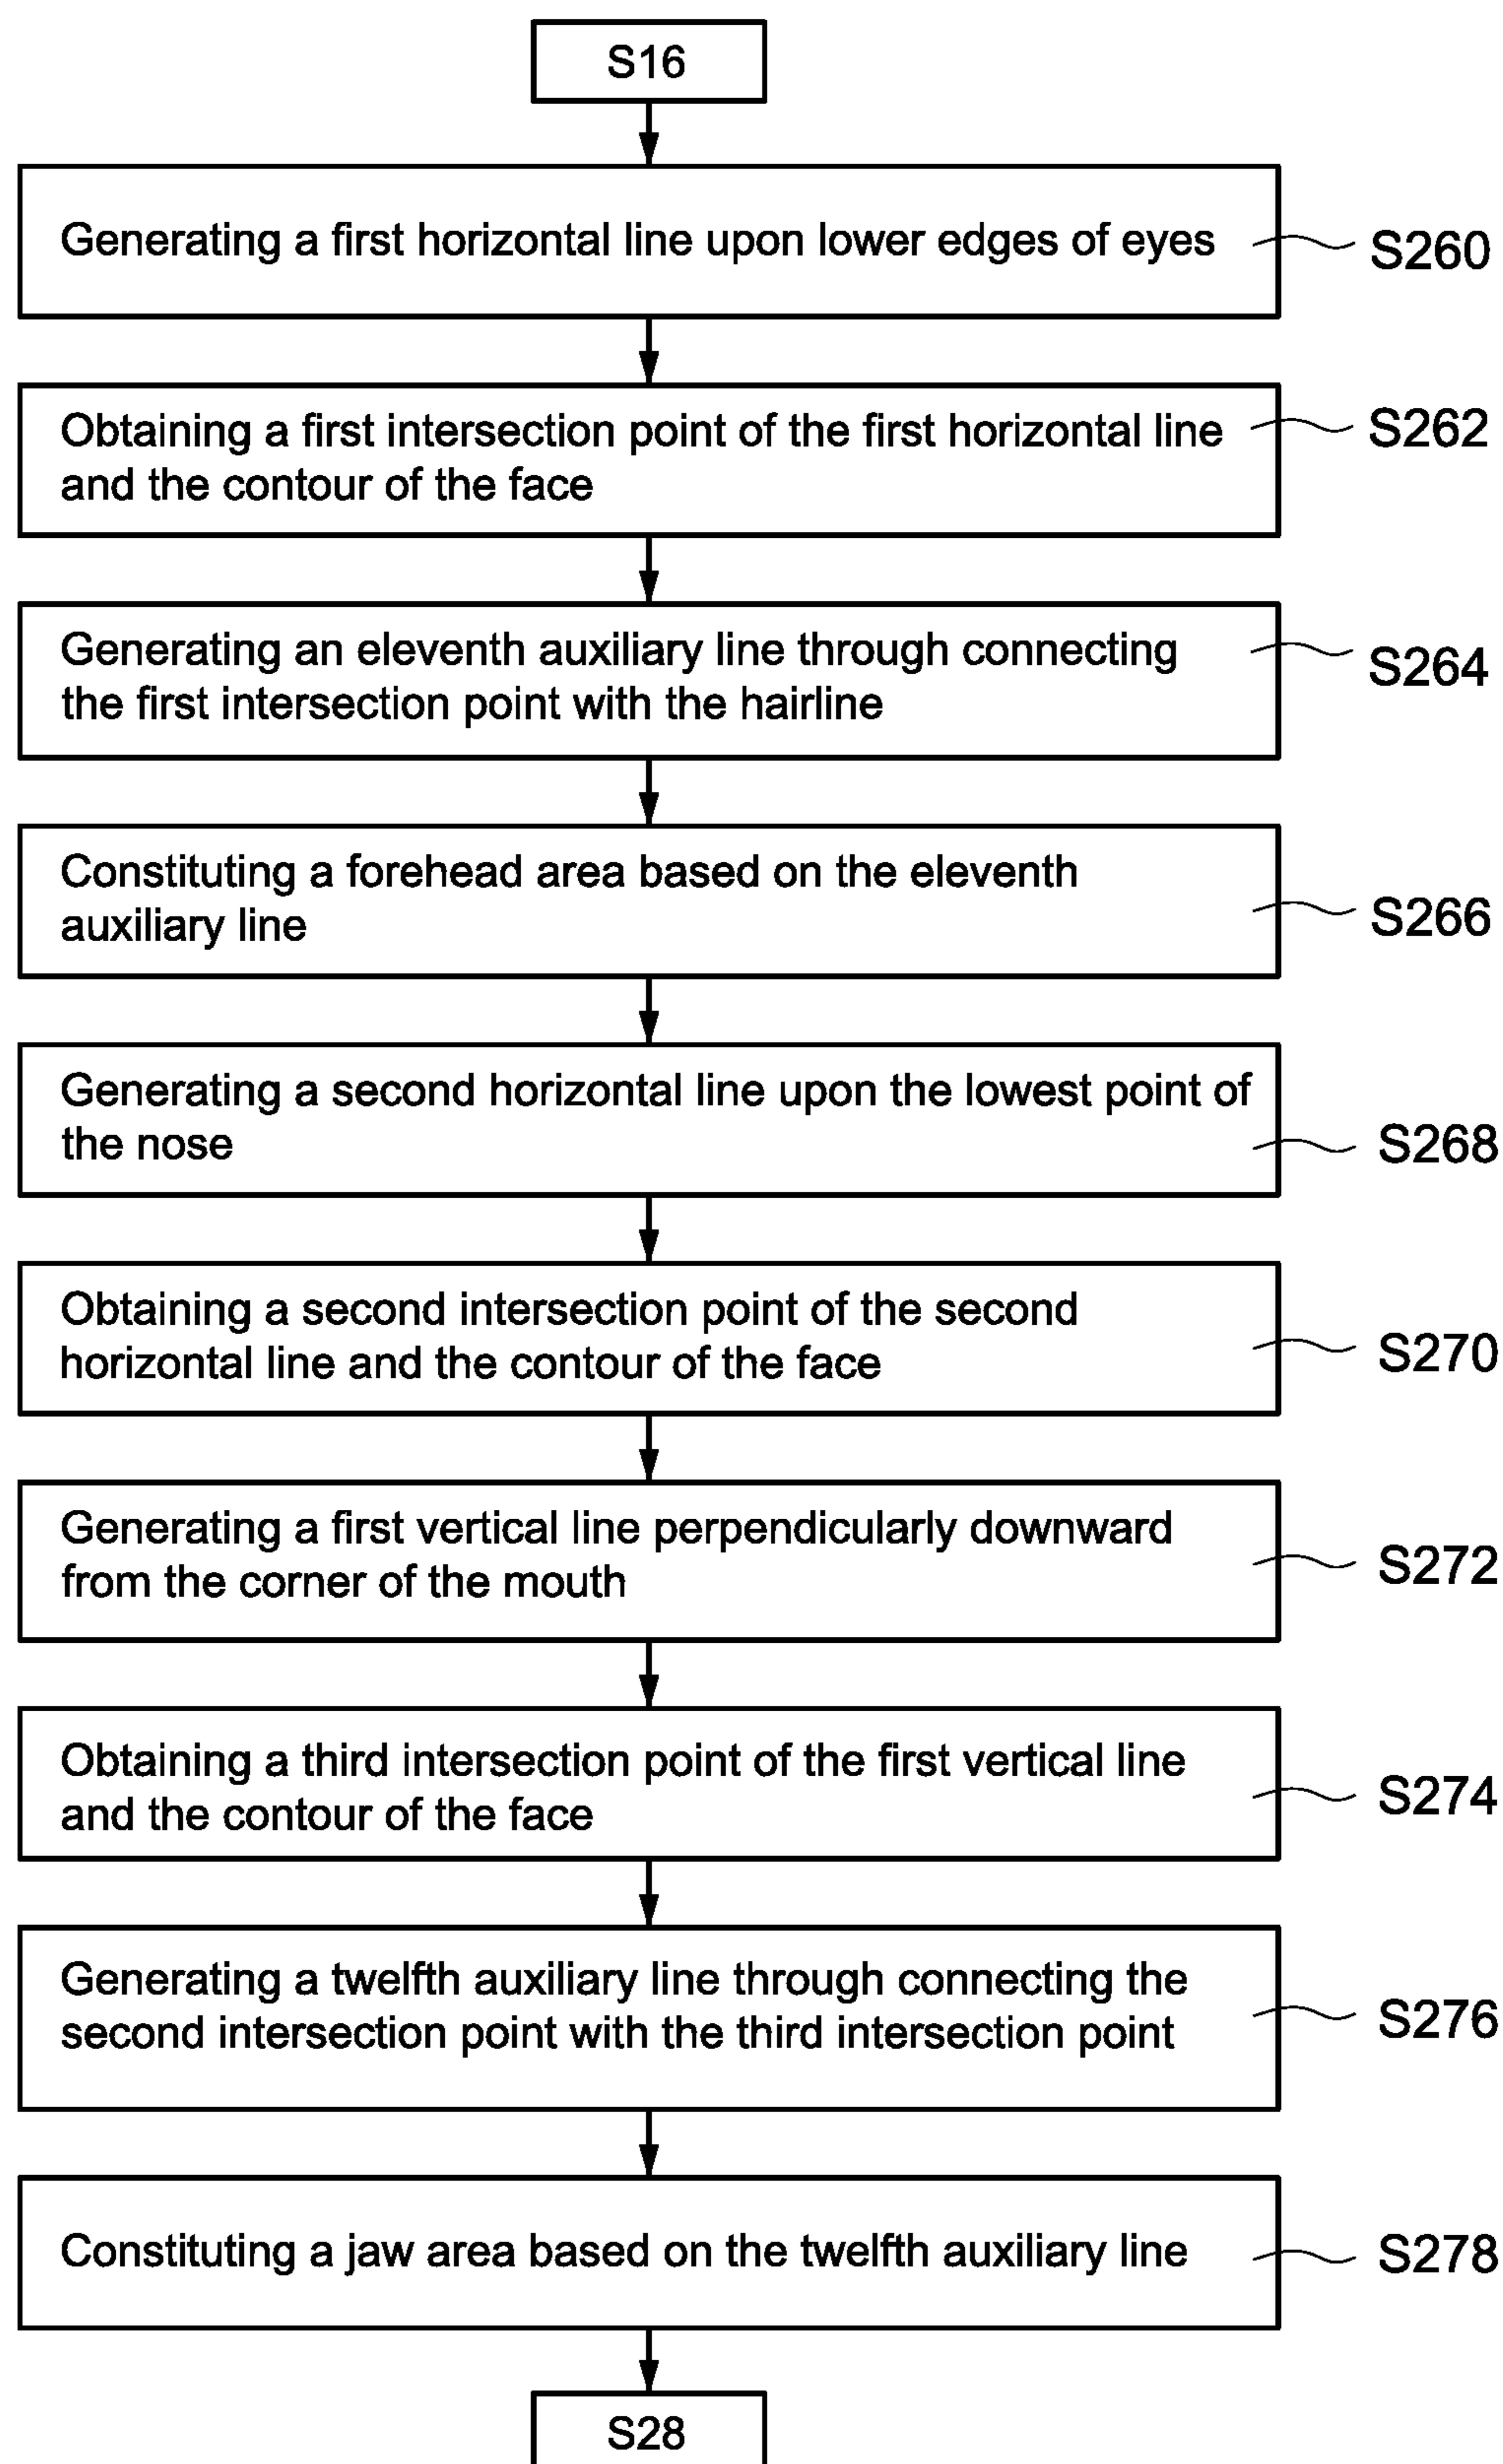 S16
Generating a first horizontal line upon lower edges of eyes
S260
Obtaining a first intersection point of the first horizontal line
and the contour of the face
S262
Generating an eleventh auxiliary line through connecting
the first intersection point with the hairline
S264
Constituting a forehead area based on the eleventh
auxiliary line
S266
Generating a second horizontal line upon the lowest point of
the nose
S268
Obtaining a second intersection point of the second
horizontal line and the contour of the face
S270
Generating a first vertical line perpendicularly downward
from the corner of the mouth
S272
Obtaining a third intersection point of the first vertical line
and the contour of the face
S274
Generating a twelfth auxiliary line through connecting the
second intersection point with the third intersection point
S276
Constituting a jaw area based on the twelfth auxiliary line
S278
S28